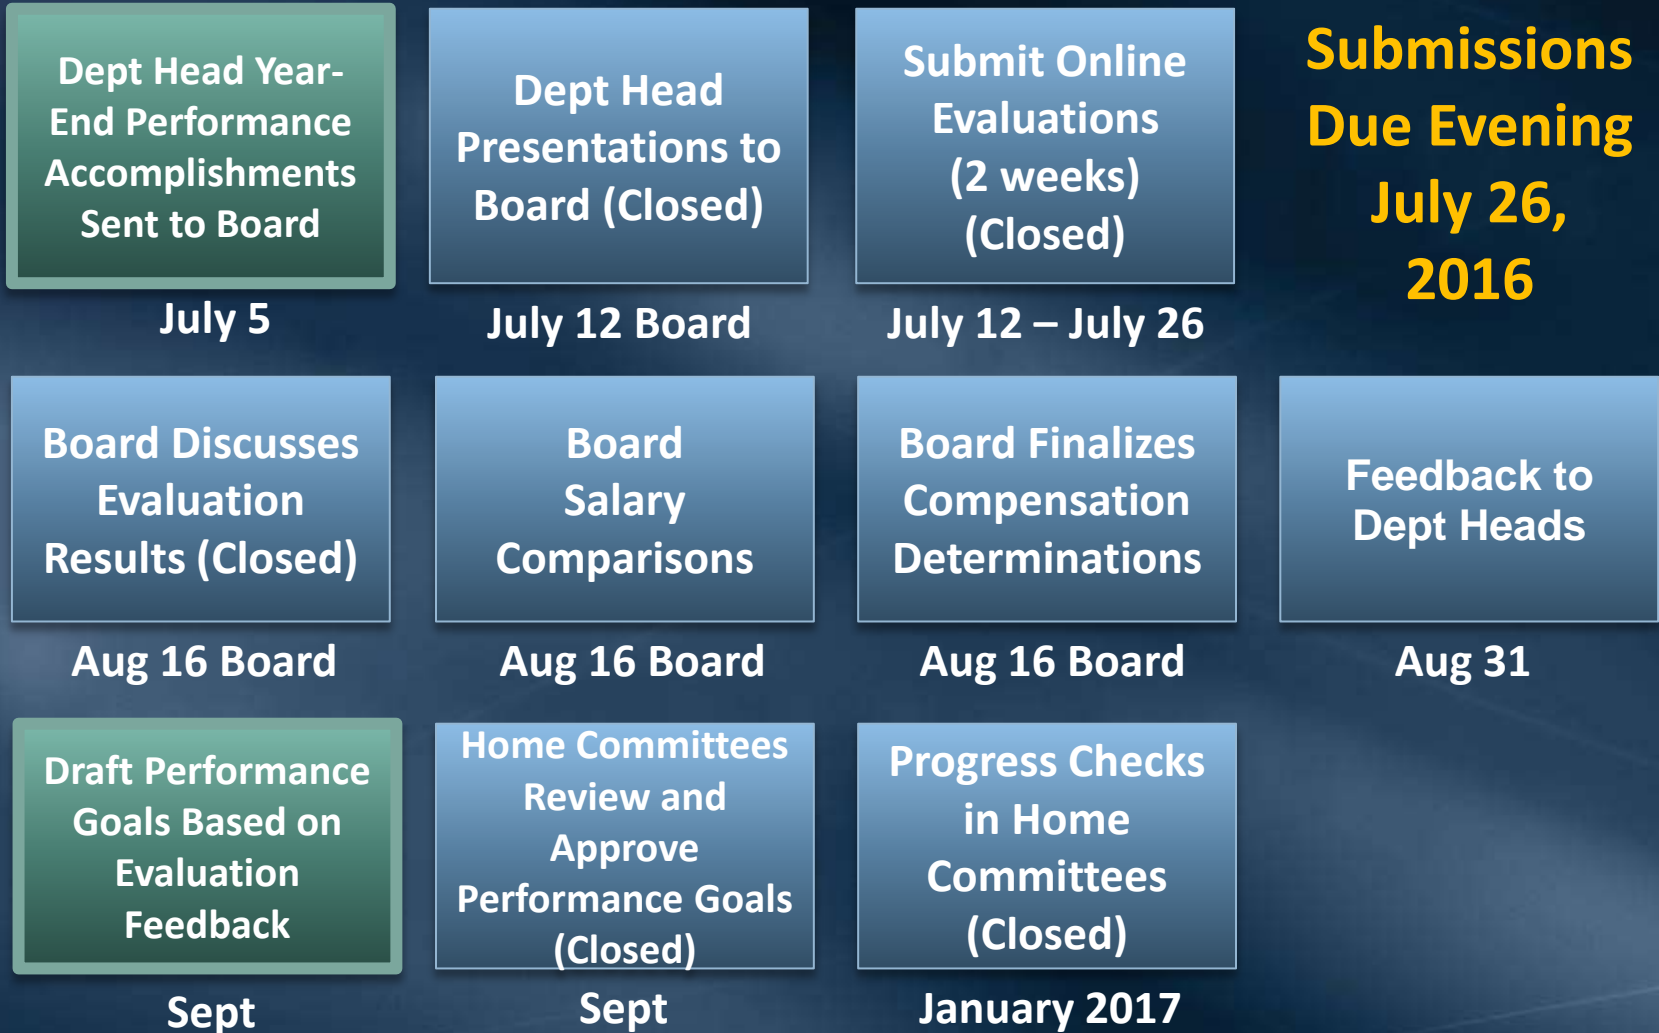 Dept Head Year-
End Performance
Accomplishments
Sent to Board
July 5
Dept Head
Presentations to
Board (Closed)
July 12 Board
Submit Online
Evaluations
(2 weeks)
(Closed)
July 12 – July 26
Submissions
Due Evening
July 26,
2016
Board Discusses
Evaluation
Results (Closed)
Aug 16 Board
Board
Salary
Comparisons
Aug 16 Board
Board Finalizes
Compensation
Determinations
Aug 16 Board
Feedback to
Dept Heads
Aug 31
Draft Performance
Goals Based on
Evaluation
Feedback
Sept
Home Committees
Review and
Approve
Performance Goals
(Closed)
Sept
Progress Checks
in Home
Committees
(Closed)
January 2017